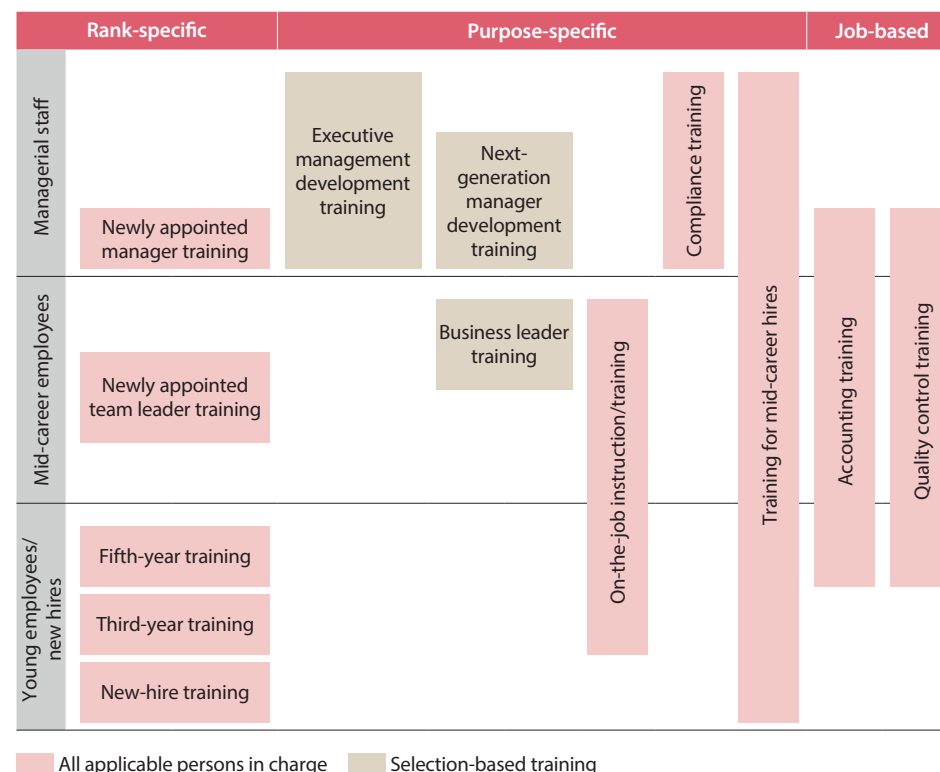 Rank-specific
Purpose-specific
Job-based
Managerial staff
Newly appointed
manager training
Executive
management
development
training
Next-
generation
manager
development
training
Compliance training
Mid-career employees
Newly appointed
team leader training
Business leader
training
On-the-job instruction/training
Training for mid-career hires
Accounting training
Quality control training
Young employees/
new hires
Fifth-year training
Third-year training
New-hire training
All applicable persons in charge
Selection-based training